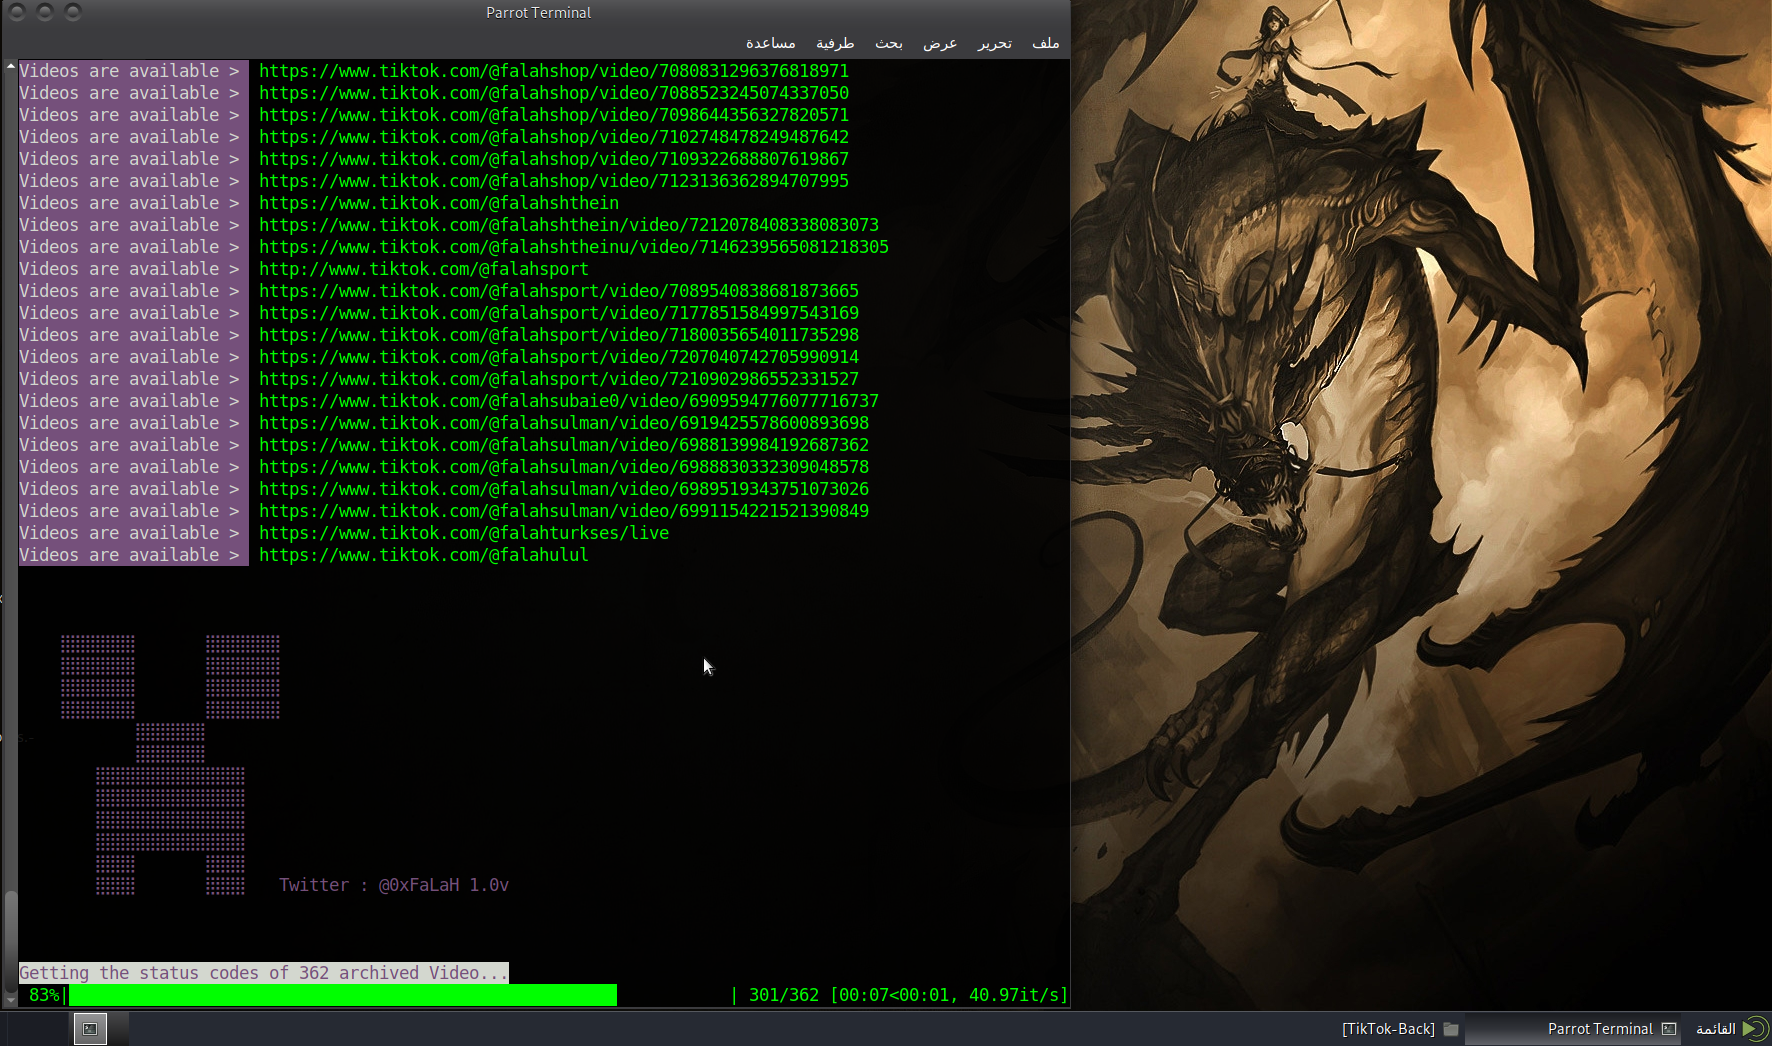 Parrot Terminal
ملف تحرير عرض بحث طرفية مساعدة
Videos are available > https://www.tiktok.com/@falahshop/video/7080831296376818971
Videos are available > https://www.tiktok.com/@falahshop/video/7088523245074337050
Videos are available > https://www.tiktok.com/@falahshop/video/7098644356327820571
Videos are available > https://www.tiktok.com/@falahshop/video/7102748478249487642
Videos are available > https://www.tiktok.com/@falahshop/video/7109322688807619867
Videos are available > https://www.tiktok.com/@falahshop/video/7123136362894707995
Videos are available > https://www.tiktok.com/@falahshthein
Videos are available > https://www.tiktok.com/@falahshthein/video/7212078408338083073
Videos are available > https://www.tiktok.com/@falahshtheinu/video/7146239565081218305
Videos are available > http://www.tiktok.com/@falahsport
Videos are available > https://www.tiktok.com/@falahsport/video/7089540838681873665
Videos are available > https://www.tiktok.com/@falahsport/video/7177851584997543169
Videos are available > https://www.tiktok.com/@falahsport/video/7180035654011735298
Videos are available > https://www.tiktok.com/@falahsport/video/7207040742705990914
Videos are available > https://www.tiktok.com/@falahsport/video/7210902986552331527
Videos are available > https://www.tiktok.com/@falahsubaie0/video/6909594776077716737
Videos are available > https://www.tiktok.com/@falahsulman/video/6919425578600893698
Videos are available > https://www.tiktok.com/@falahsulman/video/6988139984192687362
Videos are available > https://www.tiktok.com/@falahsulman/video/6988830332309048578
Videos are available > https://www.tiktok.com/@falahsulman/video/6989519343751073026
Videos are available > https://www.tiktok.com/@falahsulman/video/6991154221521390849
Videos are available > https://www.tiktok.com/@falahturkses/live
Videos are available > https://www.tiktok.com/@falahulul
Twitter : @0xFaLaH 1.0v
Getting the status codes of 362 archived Video...
83%| | 301/362 [00:07<00:01, 40.97it/s]
[TikTok-Back] Parrot Terminal القائمة